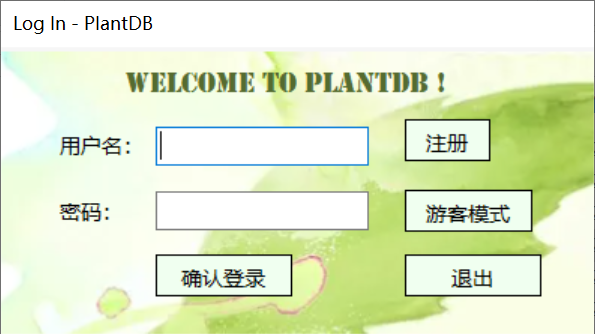 Log In - PlantDB
WELCOME TO PLANTDB !
用户名： 注册
密码： 游客模式
确认登录 退出